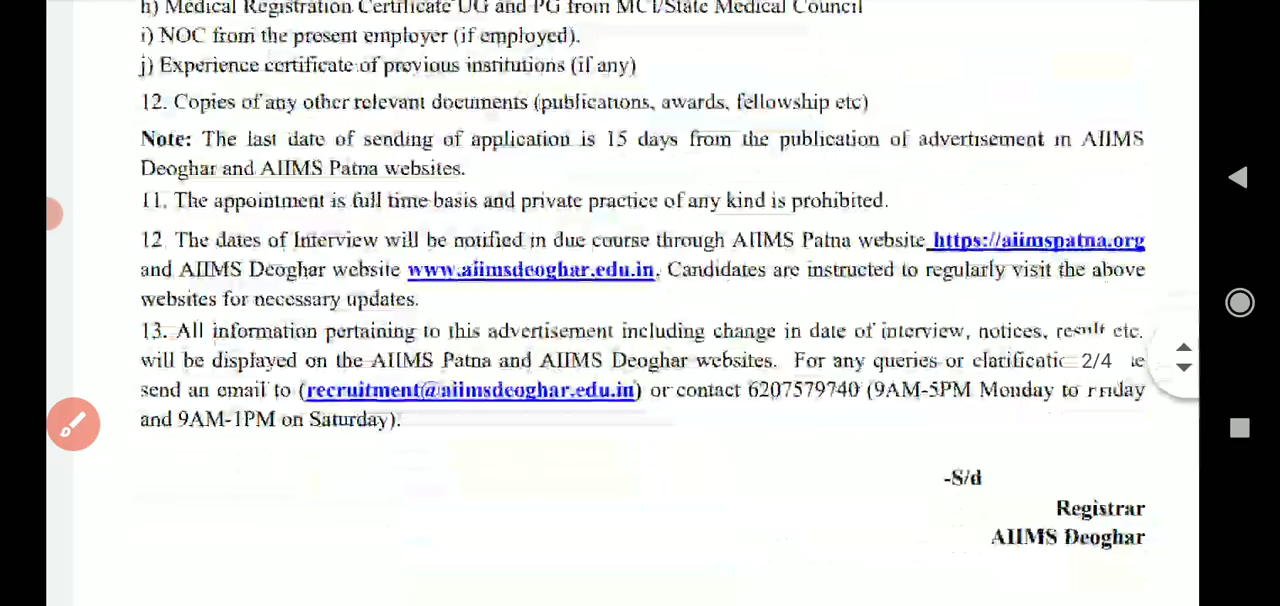 h) Medical Registration Certificate UG and PG from MCI/State Medical Council
i) NOC from the present employer (if employed).
j) Experience certificate of previous institutions (if any)
12. Copies of any other relevant documents (publications, awards, fellowship etc)
Note: The last date of sending of application is 15 days from the publication of advertisement in AIIMS
Deoghar and AIIMS Patna websites.
11. The appointment is full time basis and private practice of any kind is prohibited.
12. The dates of Interview will be notified in due course through AIIMS Patna website https://aiimspatna.org
and AIIMS Deoghar website www.aiimsdeoghar.edu.in. Candidates are instructed to regularly visit the above
websites for necessary updates.
13. All information pertaining to this advertisement including change in date of interview, notices, result etc.
will be displayed on the AIIMS Patna and AIIMS Deoghar websites. For any queries or 2/4
send an email to (recruitment@aiimsdeoghar.edu.in) or contact 6207579740 (9AM-5PM Monday to Friday
and 9AM-1PM on Saturday).
-S/d
Registrar
AIIMS Deoghar